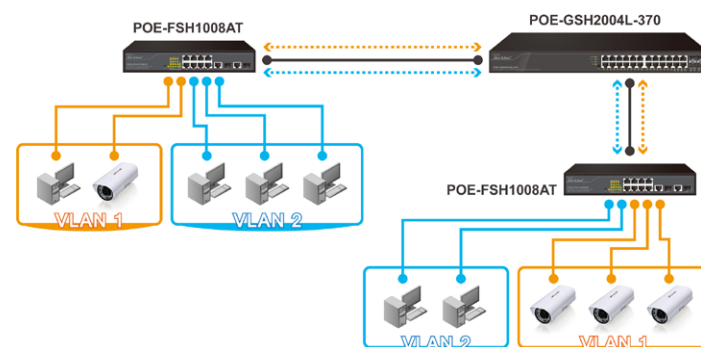 POE-FSH1008AT
POE-GSH2004L-370
VLAN 1
VLAN 2
POE-FSH1008AT
VLAN 2
VLAN 1